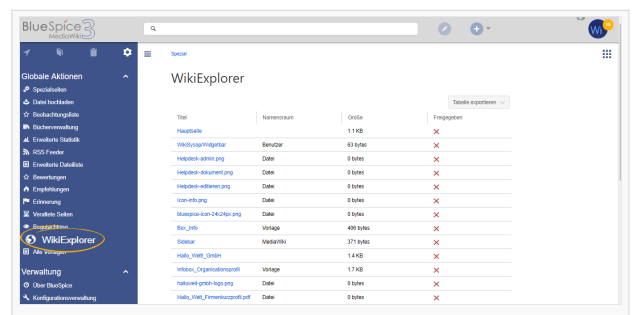 BlueSpice 3
MediaWiki
Spezial
WikiExplorer
Globale Aktionen
Spezialseiten
Datei hochladen
Beobachtungsliste
Bücherverwaltung
Erweiterte Statistik
RSS Feeder
Erweiterte Dateiliste
Bewertungen
Empfehlungen
Erinnerung
Veraltete Seiten
Begutachtung
WikiExplorer
Alle Vorlagen
Verwaltung
Über BlueSpice
Konfigurationsverwaltung
Tabelle exportieren
Titel Namensraum Größe Freigegeben
Hauptseite 1.1 KB
WikiSysop/Widgetbar Benutzer 63 bytes
Helpdesk-admin.png Datei 0 bytes
Helpdesk-dokument.png Datei 0 bytes
Helpdesk-editieren.png Datei 0 bytes
Icon-info.png Datei 0 bytes
bluespice-icon-24x24px.png Datei 0 bytes
Box_Info Vorlage 406 bytes
Sidebar MediaWiki 371 bytes
Hallo_Welt!_GmbH 1.4 KB
Infobox_Organisationsprofil Vorlage 1.7 KB
hallowelt-gmbh-logo.png Datei 0 bytes
Hallo_Welt_Firmenkurzprofil.pdf Datei 0 bytes